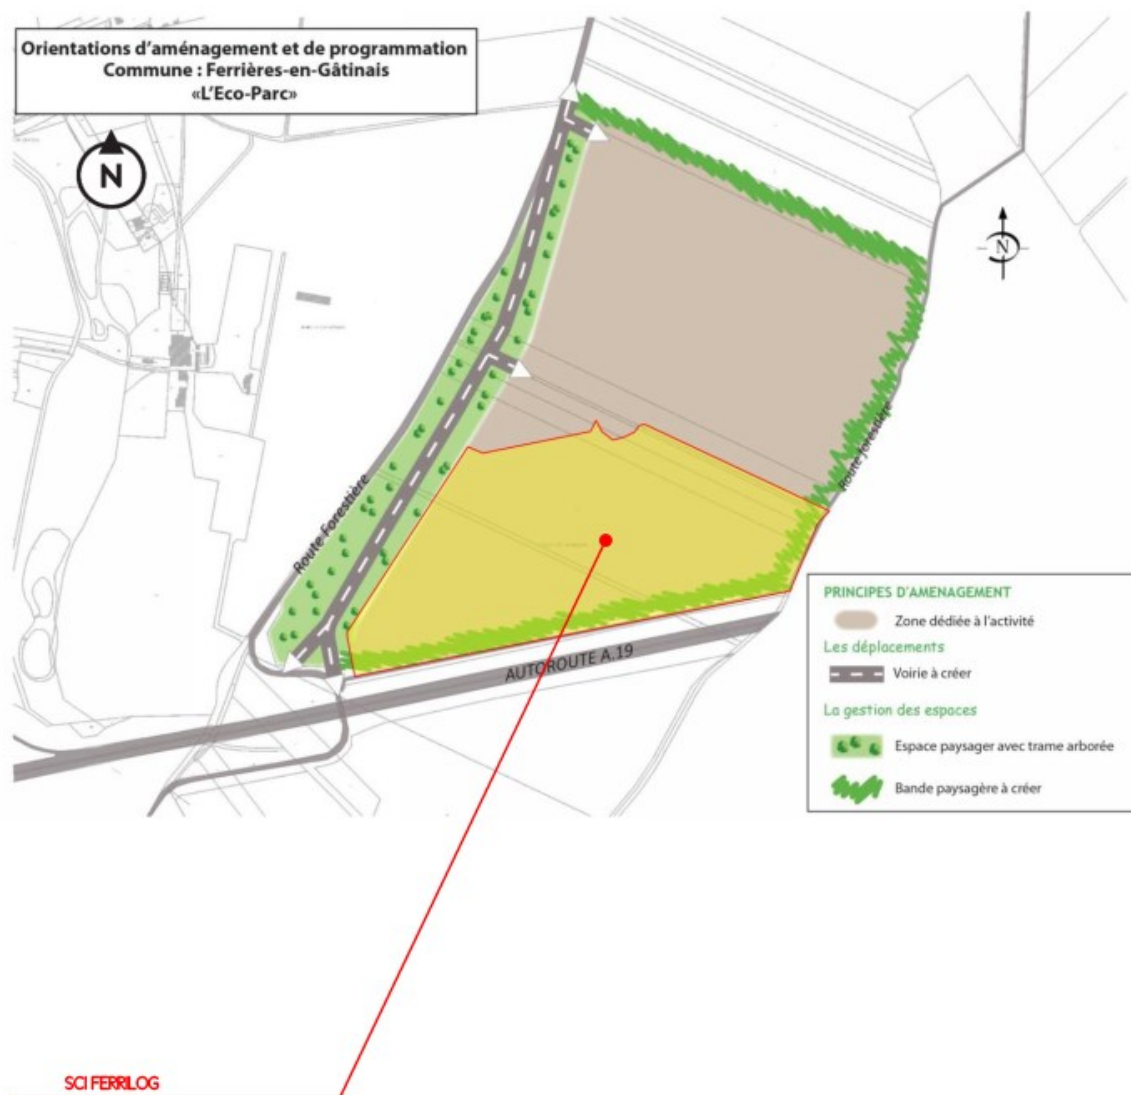 Orientations d'aménagement et de programmation
Commune : Ferrières-en-Gâtinais
«L'Eco-Parc»
N
N
Route Forestière
Route forestière
AUTOROUTE A.19
PRINCIPES D'AMENAGEMENT
Zone dédiée à l'activité
Les déplacements
Voirie à créer
La gestion des espaces
Espace paysager avec trame arborée
Bande paysagère à créer
SCI FERRILOG